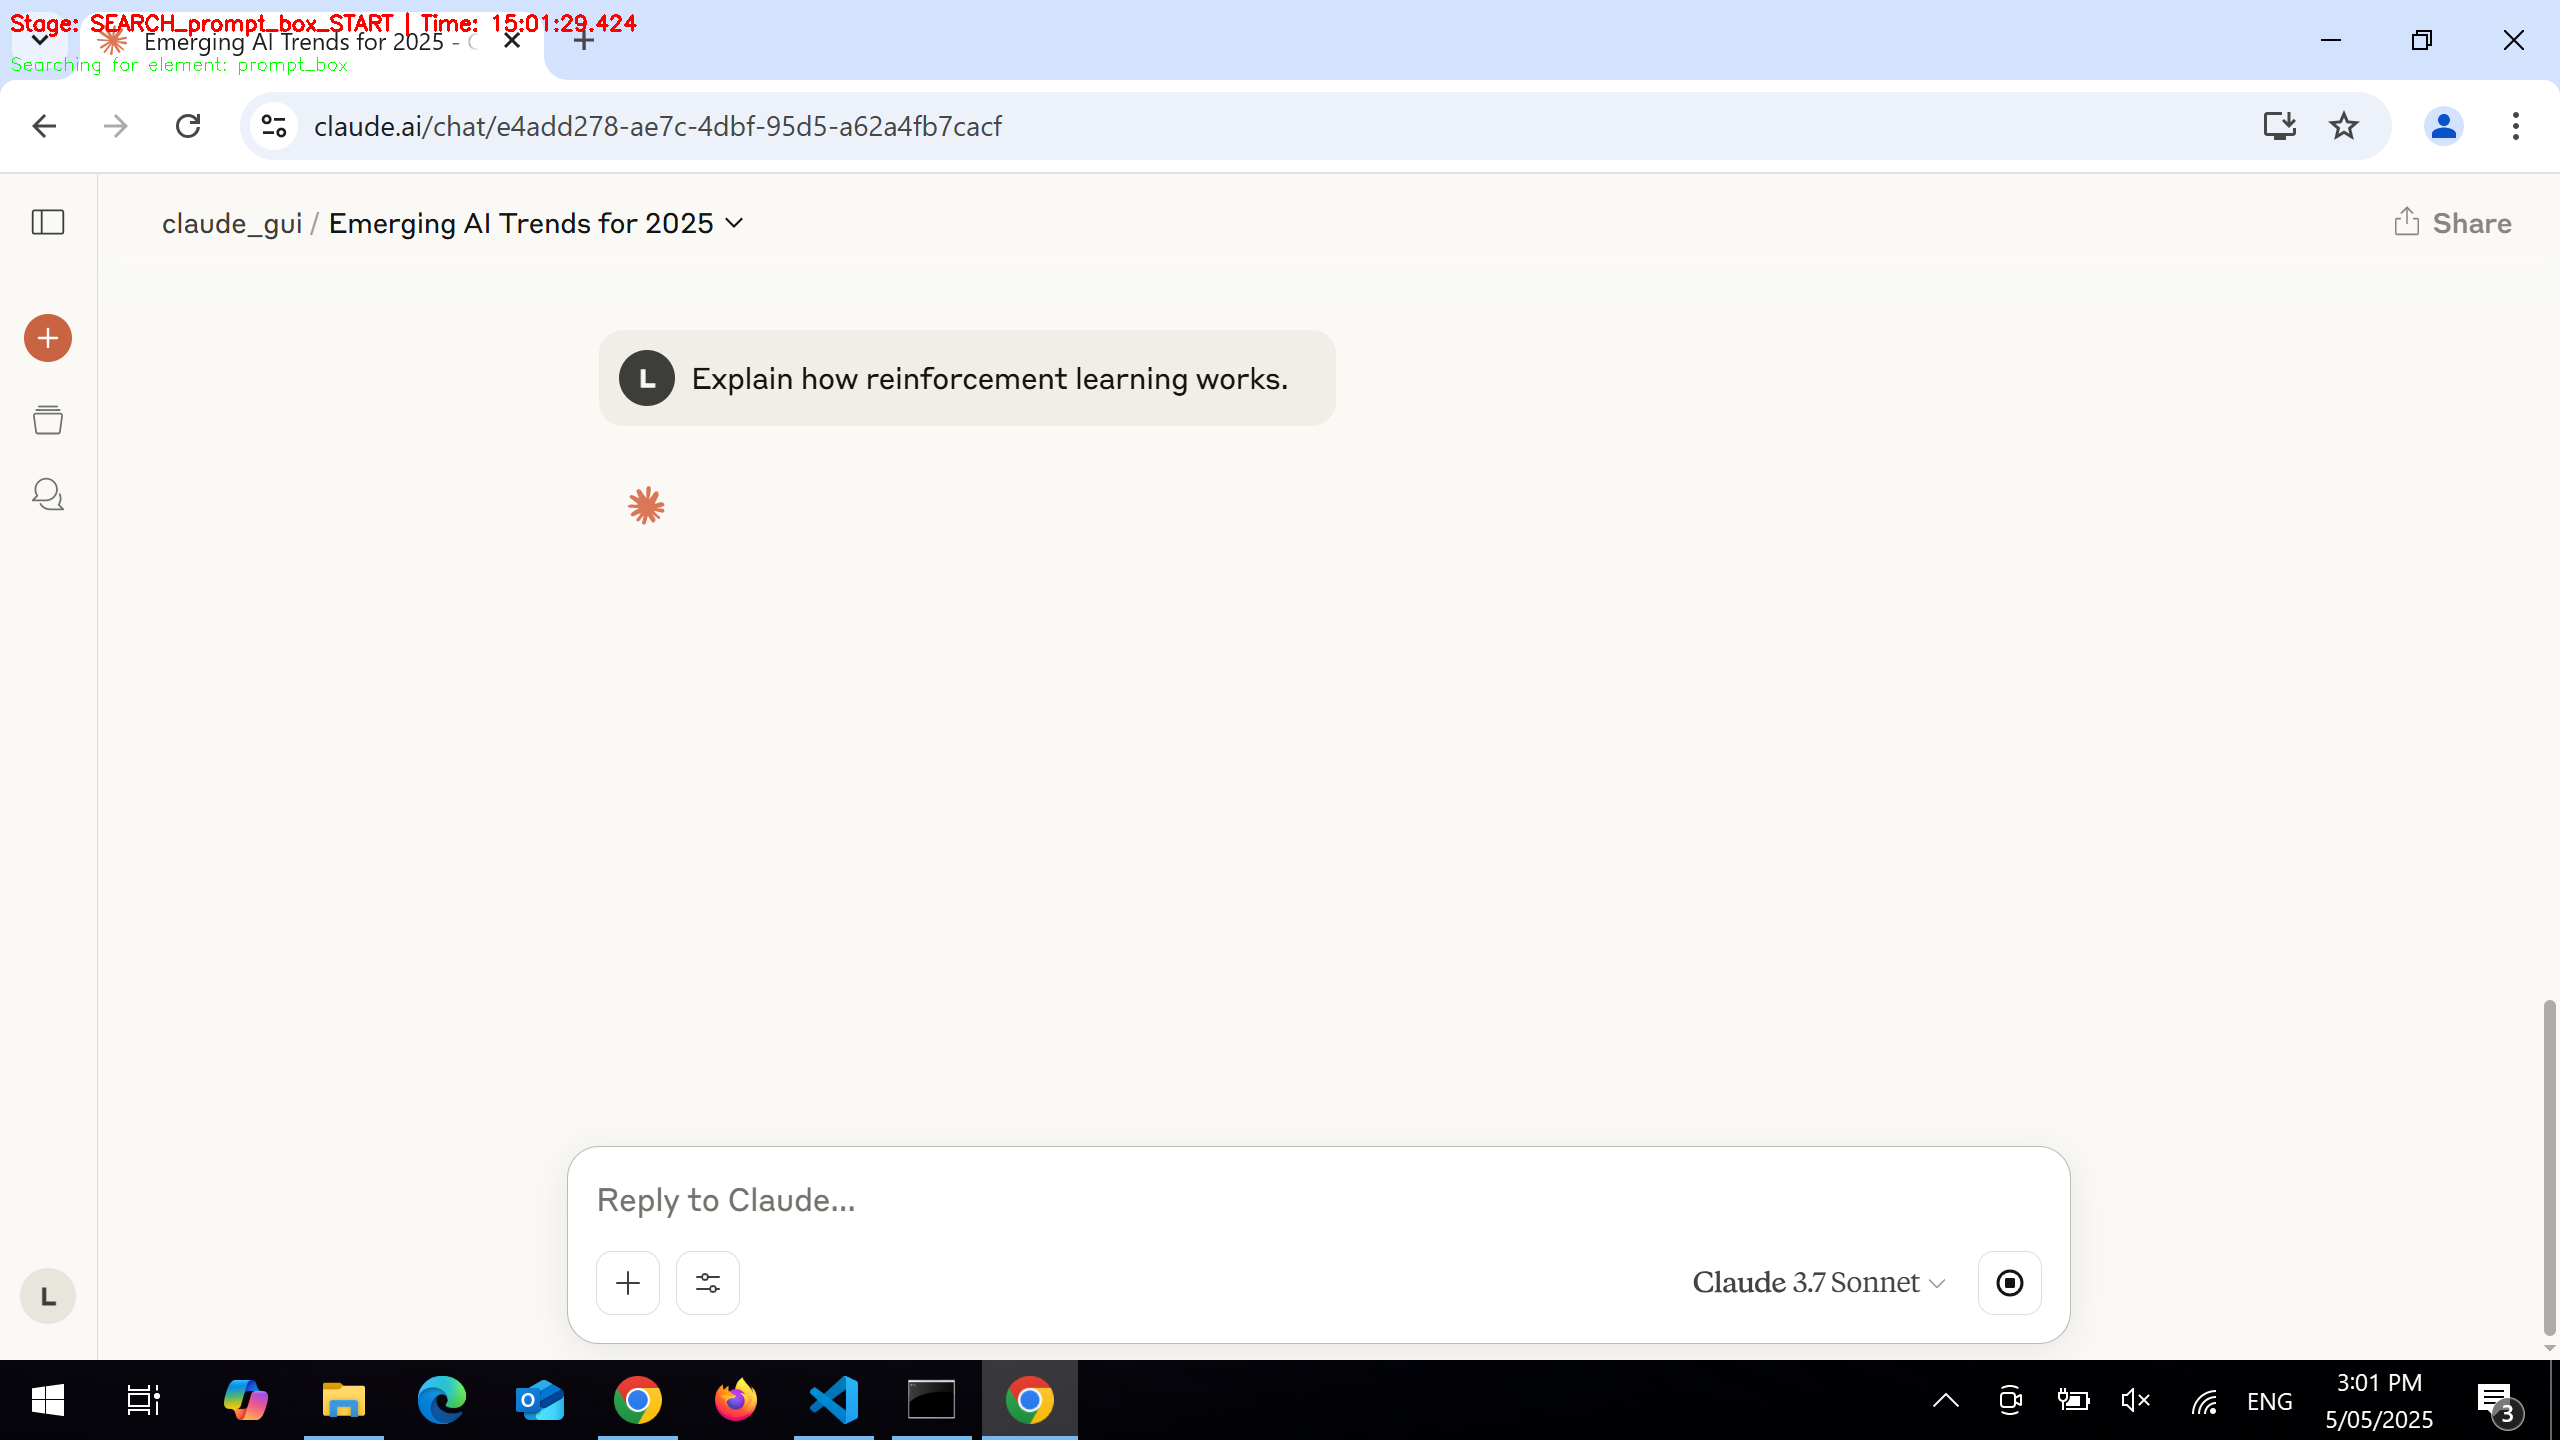 Stage: SEARCH_prompt_box_START | Time: 15:01:29.424
Emerging AI Trends for 2025 -
Searching for element: prompt_box
claude.ai/chat/e4add278-ae7c-4dbf-95d5-a62a4fb7cacf
claude_gui / Emerging AI Trends for 2025
Share
L Explain how reinforcement learning works.
Reply to Claude...
Claude 3.7 Sonnet
L
ENG
3:01 PM
5/05/2025
3